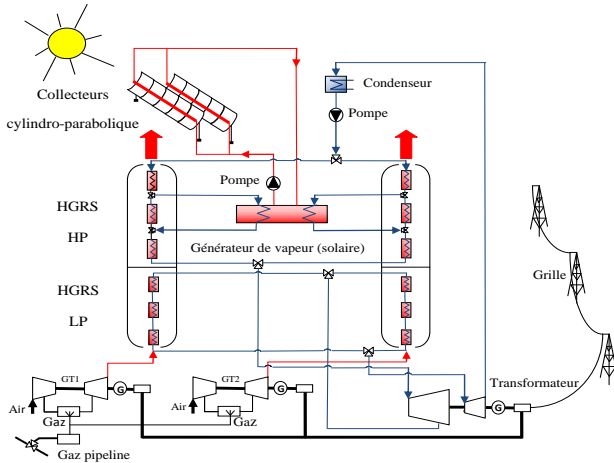 Collecteurs
cylindro-parabolique
Condenseur
Pompe
Pompe
HGRS
HP
Générateur de vapeur (solaire)
HGRS
LP
Grille
Transformateur
GT1
G
GT2
G
G
Air
Gaz
Air
Gaz
Gaz pipeline